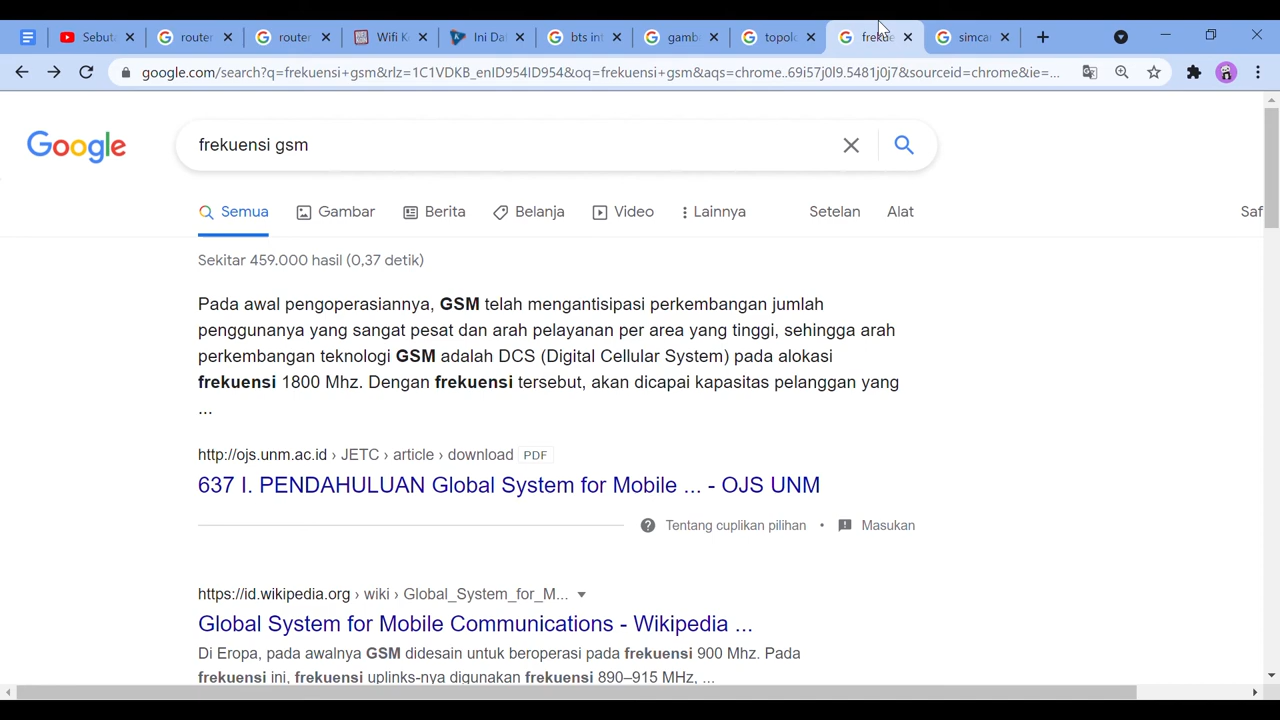 Sebuta
router
router
Wifi K
Ini Da
bts int
gamba
topolo
frekue
simcar
google.com/search?q=frekuensi+gsm&rlz=1C1VDKB_enID954ID954&oq=frekuensi+gsm&aqs=chrome..69i57j0l9.5481j0j7&sourceid=chrome&ie=...
Google
frekuensi gsm
Semua
Gambar
Berita
Belanja
Video
Lainnya
Setelan
Alat
Saf
Sekitar 459.000 hasil (0,37 detik)
Pada awal pengoperasiannya, GSM telah mengantisipasi perkembangan jumlah
penggunanya yang sangat pesat dan arah pelayanan per area yang tinggi, sehingga arah
perkembangan teknologi GSM adalah DCS (Digital Cellular System) pada alokasi
frekuensi 1800 Mhz. Dengan frekuensi tersebut, akan dicapai kapasitas pelanggan yang
...
http://ojs.unm.ac.id › JETC › article › download PDF
637 I. PENDAHULUAN Global System for Mobile ... - OJS UNM
Tentang cuplikan pilihan • Masukan
https://id.wikipedia.org › wiki › Global_System_for_M...
Global System for Mobile Communications - Wikipedia ...
Di Eropa, pada awalnya GSM didesain untuk beroperasi pada frekuensi 900 Mhz. Pada
frekuensi ini, frekuensi uplinks-nya digunakan frekuensi 890–915 MHz, ...